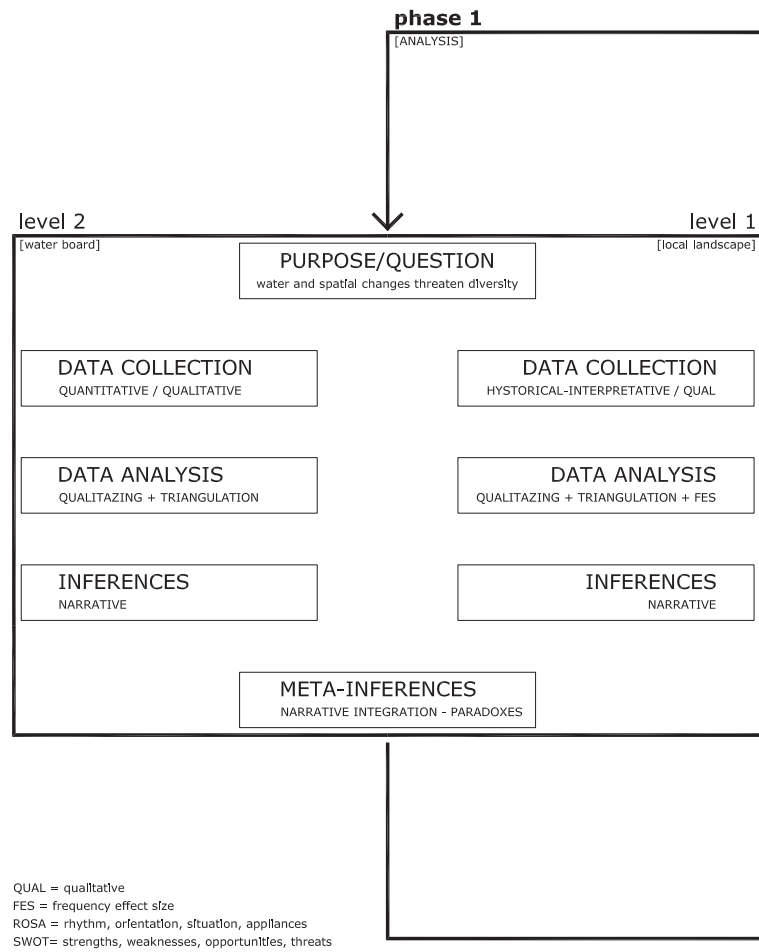 phase 1
[ANALYSIS]
level 2
level 1
[water board]
[local landscape]
PURPOSE/QUESTION
water and spatial changes threaten diversity
DATA COLLECTION
QUANTITATIVE / QUALITATIVE
DATA COLLECTION
HYSTORICAL-INTERPRETATIVE / QUAL
DATA ANALYSIS
QUALITAZING + TRIANGULATION
DATA ANALYSIS
QUALITAZING + TRIANGULATION + FES
INFERENCES
NARRATIVE
INFERENCES
NARRATIVE
META-INFERENCES
NARRATIVE INTEGRATION - PARADOXES
QUAL = qualitative
FES = frequency effect size
ROSA = rhythm, orientation, situation, appliances
SWOT= strengths, weaknesses, opportunities, threats